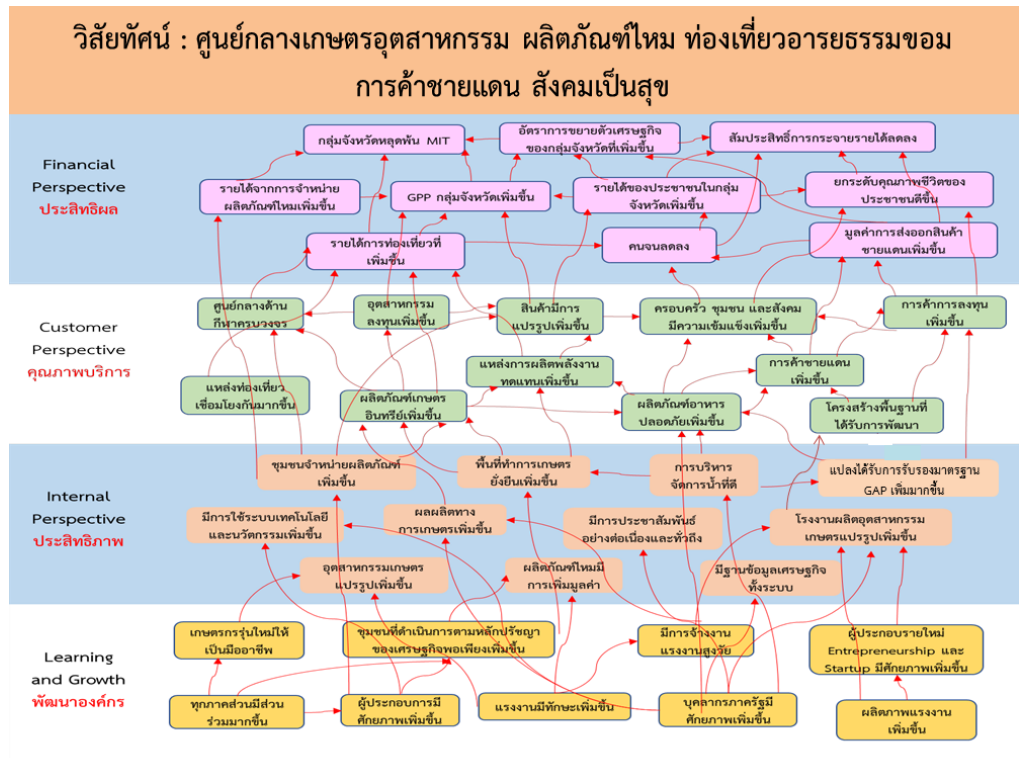 วิสัยทัศน์ : ศูนย์กลางเกษตรอุตสาหกรรม ผลิตภัณฑ์ไหม ท่องเที่ยวอารยธรรมขอม
การค้าชายแดน สังคมเป็นสุข
Financial
Perspective
ประสิทธิผล
กลุ่มจังหวัดหลุดพ้น MIT
อัตราการขยายตัวเศรษฐกิจ
ของกลุ่มจังหวัดที่เพิ่มขึ้น
สัมประสิทธิ์การกระจายรายได้ลดลง
รายได้จากการจำหน่าย
ผลิตภัณฑ์ไหมเพิ่มขึ้น
GPP กลุ่มจังหวัดเพิ่มขึ้น
รายได้ของประชาชนในกลุ่ม
จังหวัดเพิ่มขึ้น
ยกระดับคุณภาพชีวิตของ
ประชาชนดีขึ้น
รายได้การท่องเที่ยวที่
เพิ่มขึ้น
คนจนลดลง
มูลค่าการส่งออกสินค้า
ชายแดนเพิ่มขึ้น
Customer
Perspective
คุณภาพบริการ
ศูนย์กลางด้าน
กีฬาครบวงจร
อุตสาหกรรม
ลงทุนเพิ่มขึ้น
สินค้ามีการ
แปรรูปเพิ่มขึ้น
ครอบครัว ชุมชน และสังคม
มีความเข้มแข็งเพิ่มขึ้น
การค้าการลงทุน
เพิ่มขึ้น
แหล่งท่องเที่ยว
เชื่อมโยงกันมากขึ้น
ผลิตภัณฑ์เกษตร
อินทรีย์เพิ่มขึ้น
แหล่งการผลิตพลังงาน
ทดแทนเพิ่มขึ้น
ผลิตภัณฑ์อาหาร
ปลอดภัยเพิ่มขึ้น
การค้าชายแดน
เพิ่มขึ้น
โครงสร้างพื้นฐานที่
ได้รับการพัฒนา
Internal
Perspective
ประสิทธิภาพ
ชุมชนจำหน่ายผลิตภัณฑ์
เพิ่มขึ้น
พื้นที่ทำการเกษตร
ยั่งยืนเพิ่มขึ้น
การบริหาร
จัดการน้ำที่ดี
แปลงได้รับการรับรองมาตรฐาน
GAP เพิ่มมากขึ้น
มีการใช้ระบบเทคโนโลยี
และนวัตกรรมเพิ่มขึ้น
ผลผลิตทาง
การเกษตรเพิ่มขึ้น
มีการประชาสัมพันธ์
อย่างต่อเนื่องและทั่วถึง
โรงงานผลิตอุตสาหกรรม
เกษตรแปรรูปเพิ่มขึ้น
อุตสาหกรรมเกษตร
แปรรูปเพิ่มขึ้น
ผลิตภัณฑ์ไหมมี
การเพิ่มมูลค่า
มีฐานข้อมูลเศรษฐกิจ
ทั้งระบบ
Learning
and Growth
พัฒนาองค์กร
เกษตรกรรุ่นใหม่ให้
เป็นมืออาชีพ
ชุมชนที่ดำเนินการตามหลักปรัชญา
ของเศรษฐกิจพอเพียงเพิ่มขึ้น
มีการจ้างงาน
แรงงานสูงวัย
ผู้ประกอบรายใหม่
Entrepreneurship และ
Startup มีศักยภาพเพิ่มขึ้น
ทุกภาคส่วนมีส่วน
ร่วมมากขึ้น
ผู้ประกอบการมี
ศักยภาพเพิ่มขึ้น
แรงงานมีทักษะเพิ่มขึ้น
บุคลากรภาครัฐมี
ศักยภาพเพิ่มขึ้น
ผลิตภาพแรงงาน
เพิ่มขึ้น